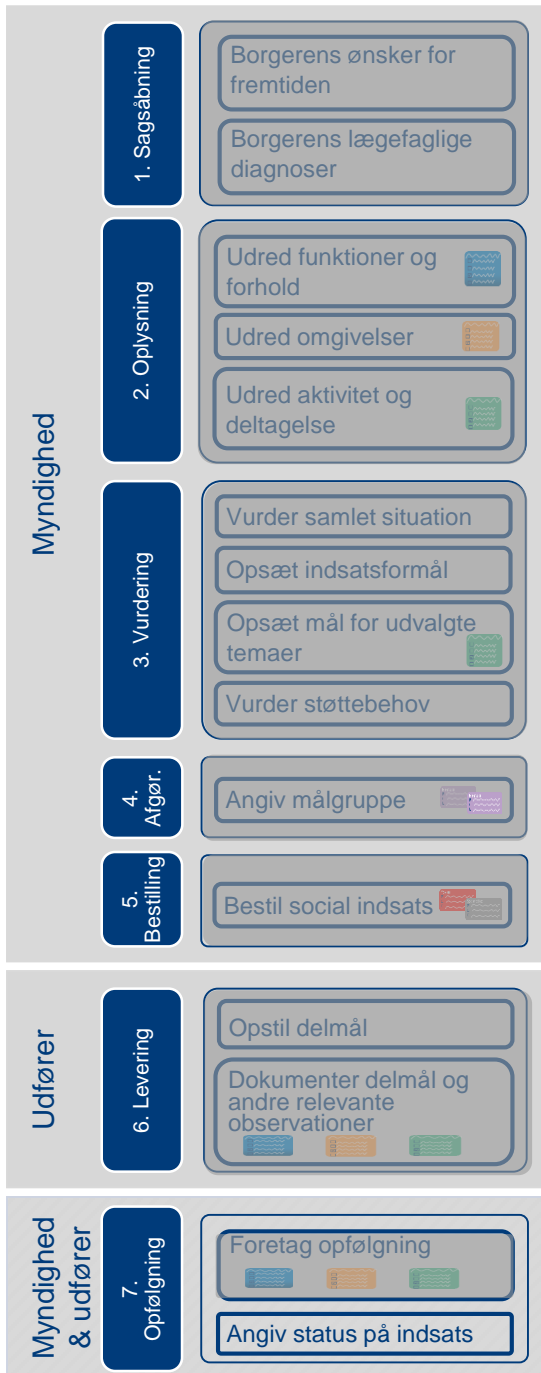 Myndighed
1. Sagsåbning
Borgerens ønsker for
fremtiden
Borgerens lægefaglige
diagnoser
2. Oplysning
Udred funktioner og
forhold
Udred omgivelser
Udred aktivitet og
deltagelse
3. Vurdering
Vurder samlet situation
Opsæt indsatsformål
Opsæt mål for udvalgte
temaer
Vurder støttebehov
4.
Afgør.
Angiv målgruppe
5.
Bestilling
Bestil social indsats
Udfører
6. Levering
Opstil delmål
Dokumenter delmål og
andre relevante
observationer
Myndighed
& udfører
7.
Opfølgning
Foretag opfølgning
Angiv status på indsats